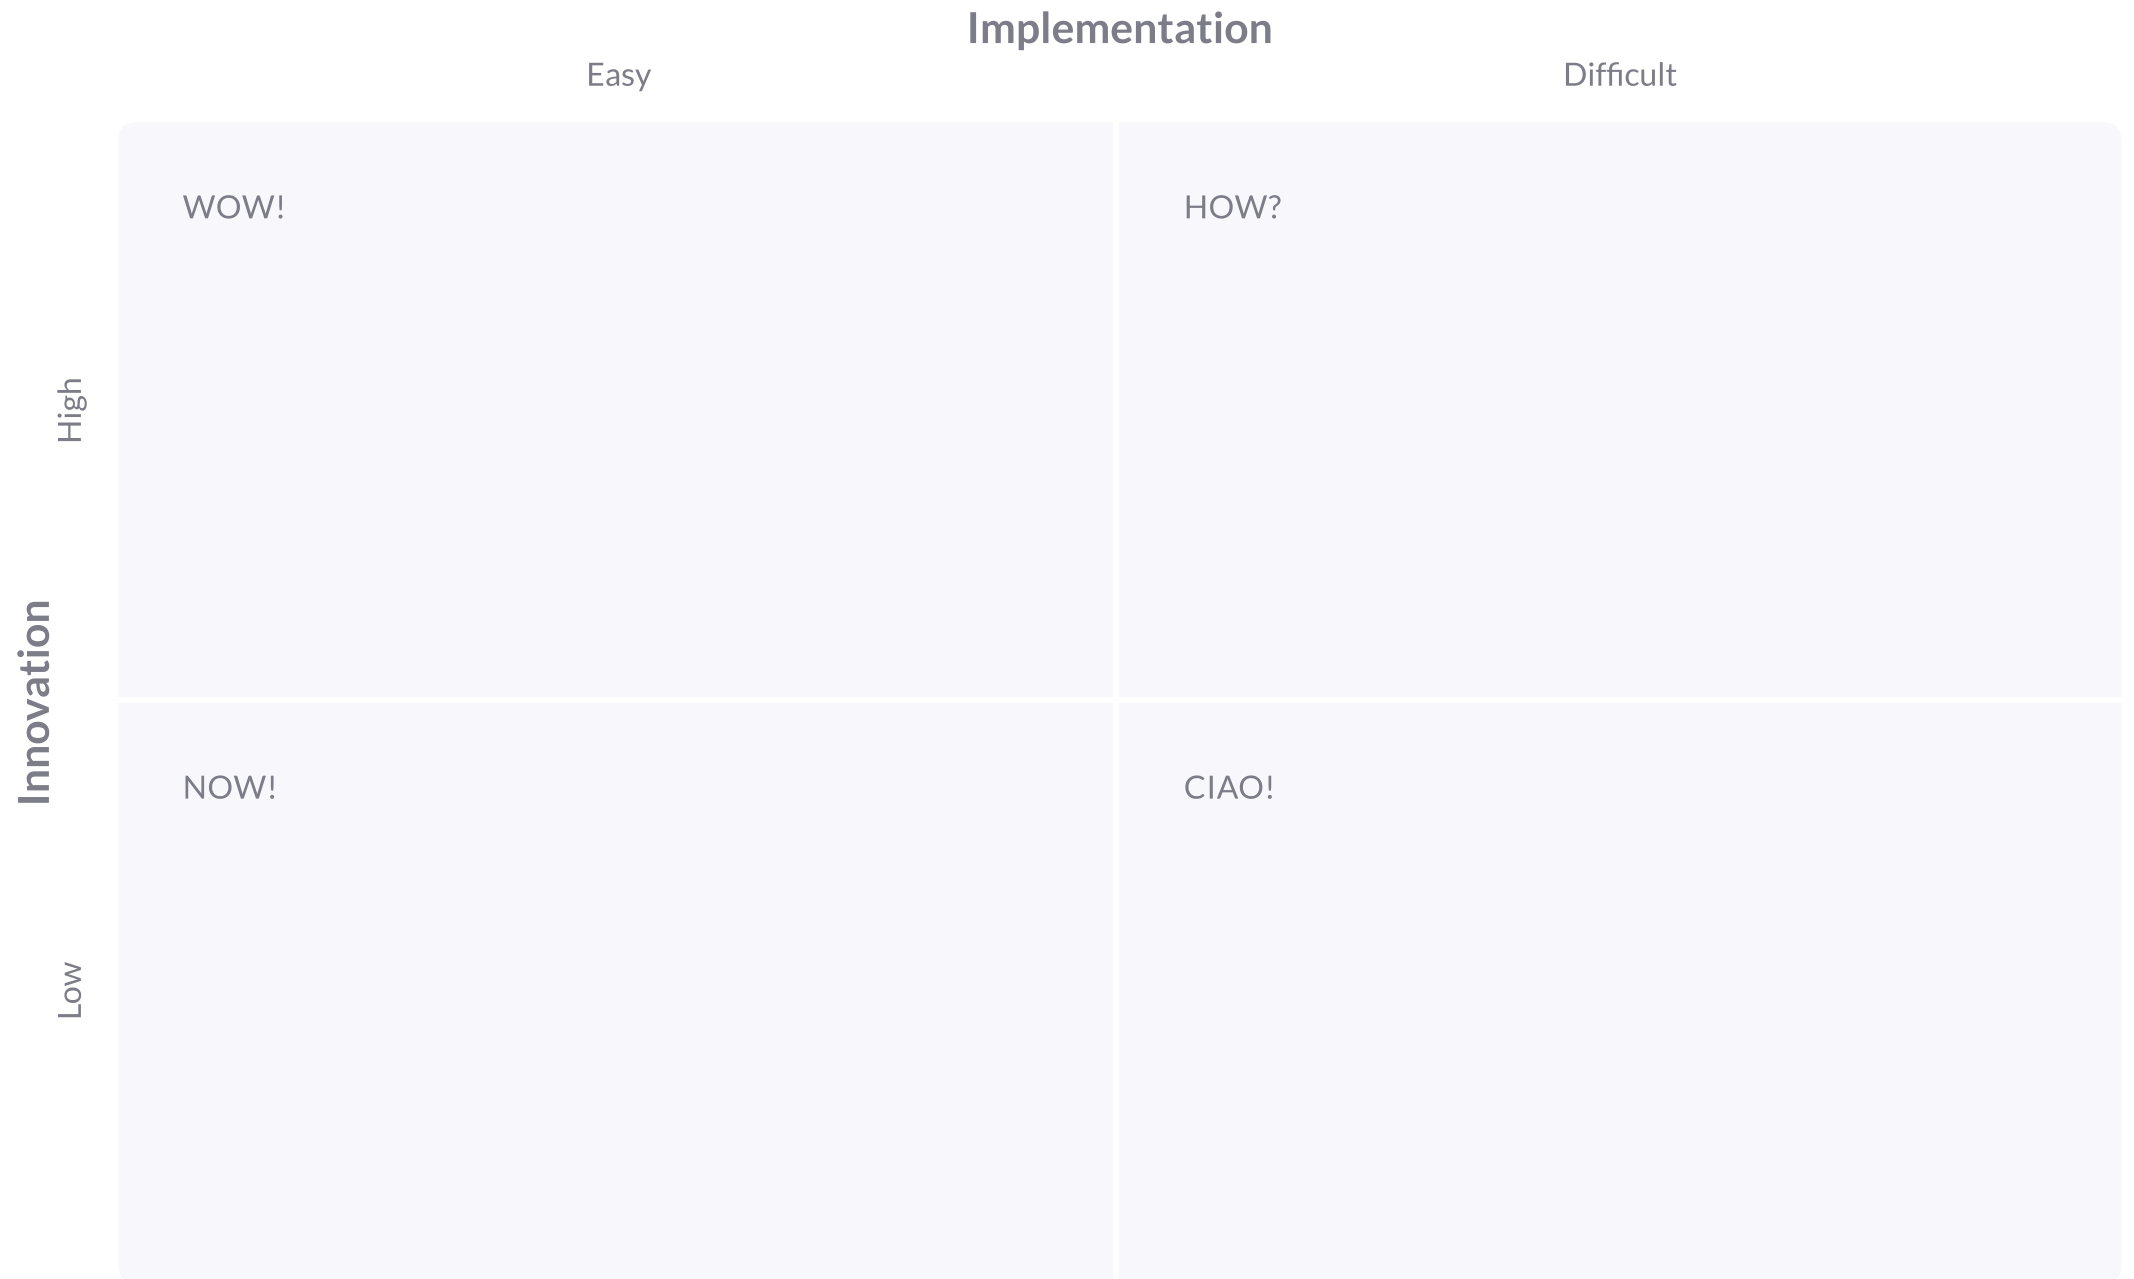 Implementation
Easy
Difficult
WOW!
HOW?
High
Innovation
NOW!
CIAO!
Low